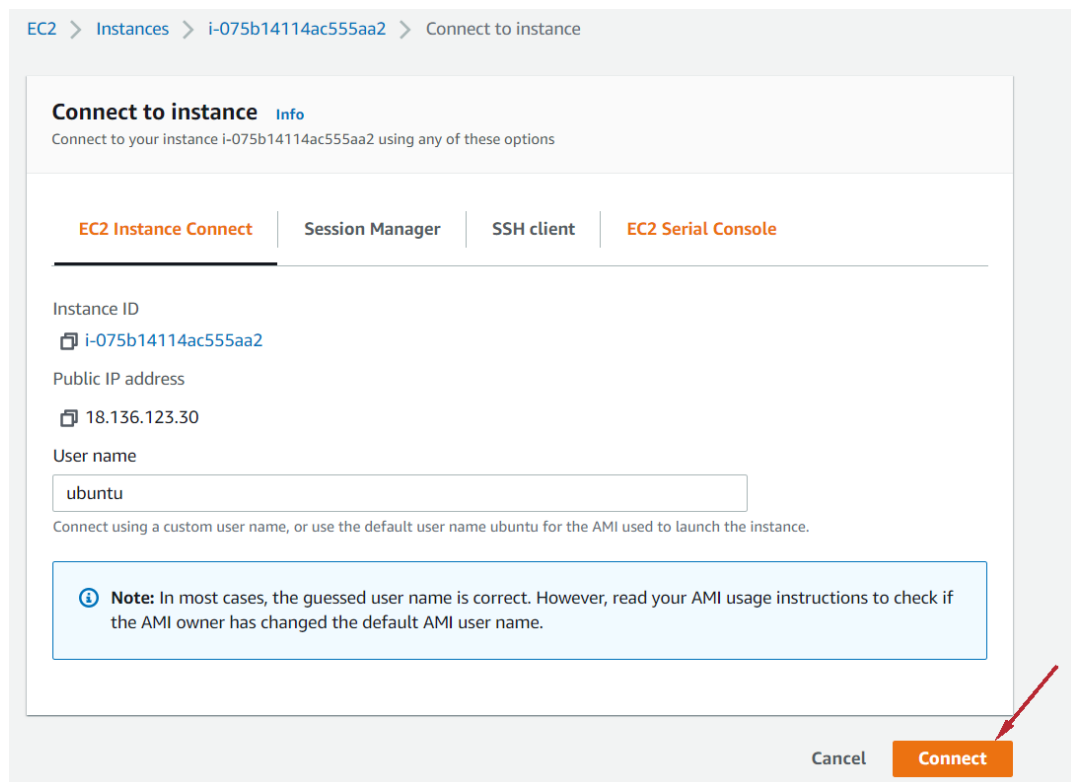 EC2 > Instances > i-075b14114ac555aa2 > Connect to instance
Connect to instance Info
Connect to your instance i-075b14114ac555aa2 using any of these options
EC2 Instance Connect Session Manager SSH client EC2 Serial Console
Instance ID
i-075b14114ac555aa2
Public IP address
18.136.123.30
User name
ubuntu
Connect using a custom user name, or use the default user name ubuntu for the AMI used to launch the instance.
Note: In most cases, the guessed user name is correct. However, read your AMI usage instructions to check if
the AMI owner has changed the default AMI user name.
Cancel Connect